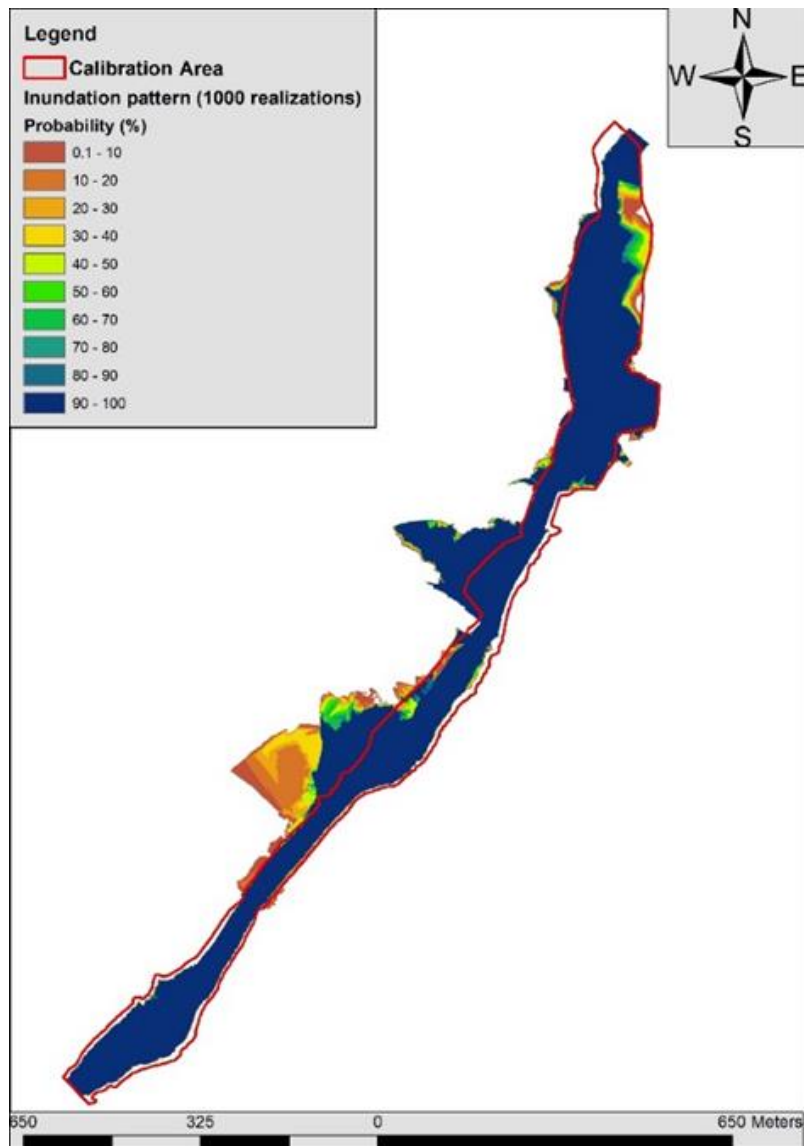 Legend
Calibration Area
Inundation pattern (1000 realizations)
Probability (%)
0.1 - 10
10 - 20
20 - 30
30 - 40
40 - 50
50 - 60
60 - 70
70 - 80
80 - 90
90 - 100
N
W E
S
650 325 0 650 Meters